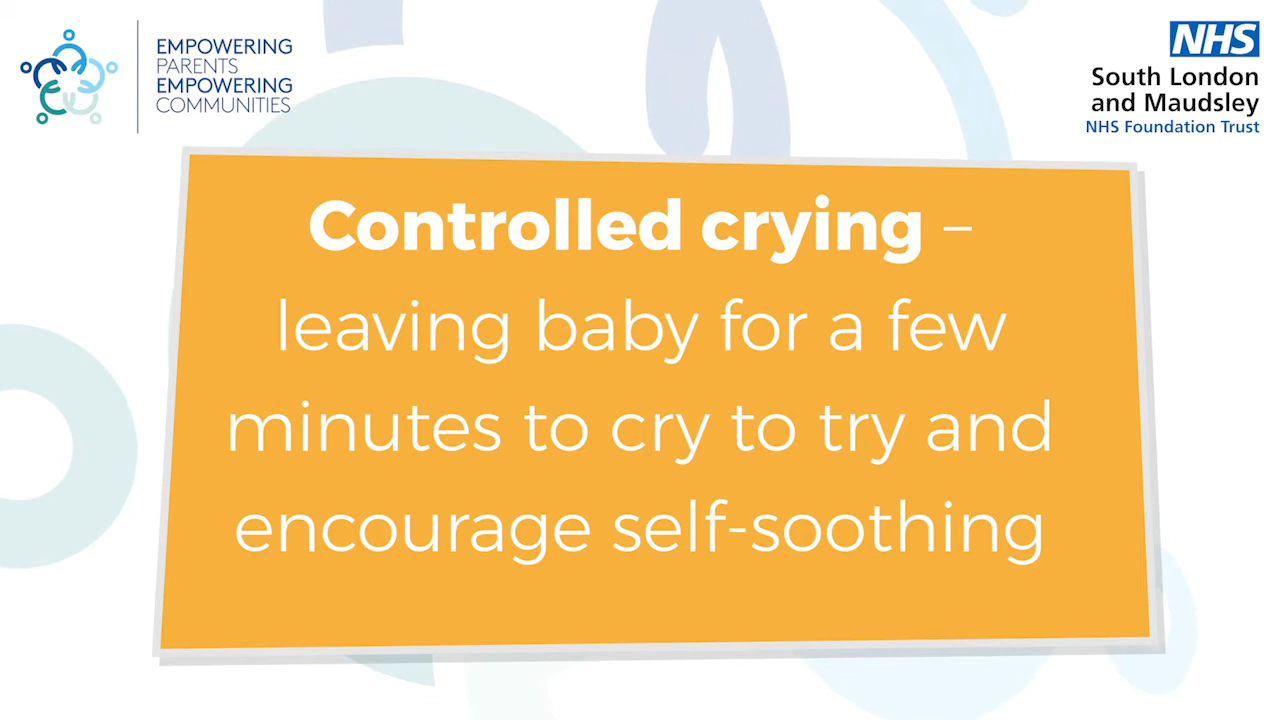 EMPOWERING
PARENTS
EMPOWERING
COMMUNITIES
NHS
South London
and Maudsley
NHS Foundation Trust
Controlled crying –
leaving baby for a few
minutes to cry to try and
encourage self-soothing